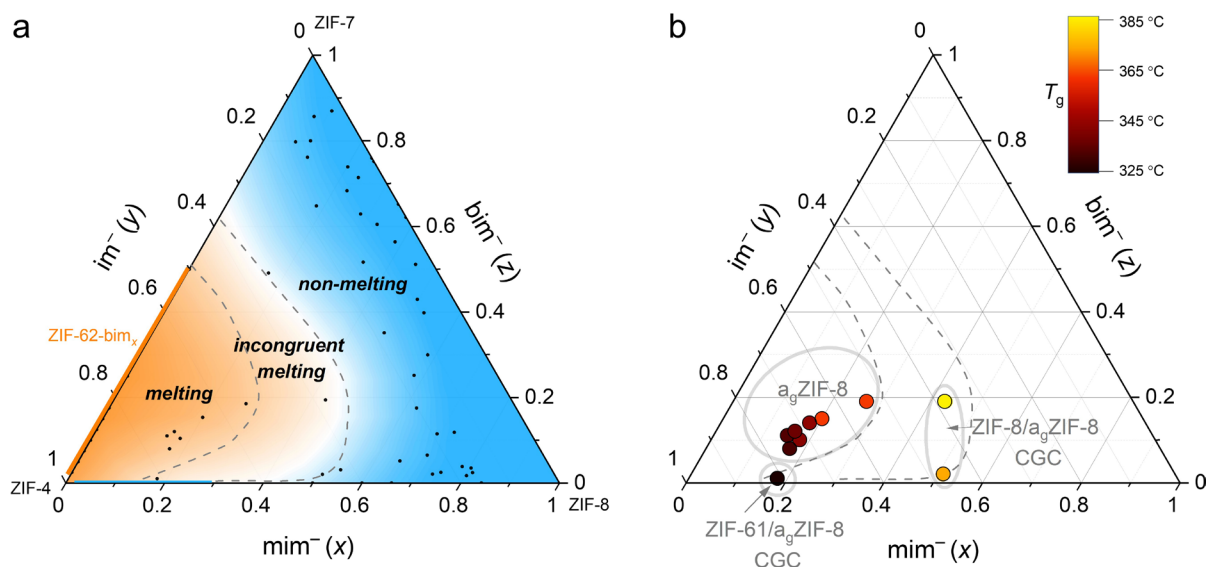 a
0 ZIF-7
1
0.2
0.8
im⁻ (y)
0.4
bim⁻ (z)
0.6
0.6
non-melting
ZIF-62-bimₓ
0.4
incongruent
melting
0.8
melting
0.2
1
ZIF-4
0
ZIF-8
0
0.2
0.4
0.6
0.8
1
mim⁻ (x)
b
0
1
385 °C
365 °C
Tg
345 °C
325 °C
0.2
0.8
im⁻ (y)
0.4
bim⁻ (z)
0.6
0.6
0.4
0.8
agZIF-8
0.2
ZIF-8/agZIF-8
CGC
1
0
0
0.2
0.4
0.6
0.8
1
ZIF-61/agZIF-8
CGC
mim⁻ (x)